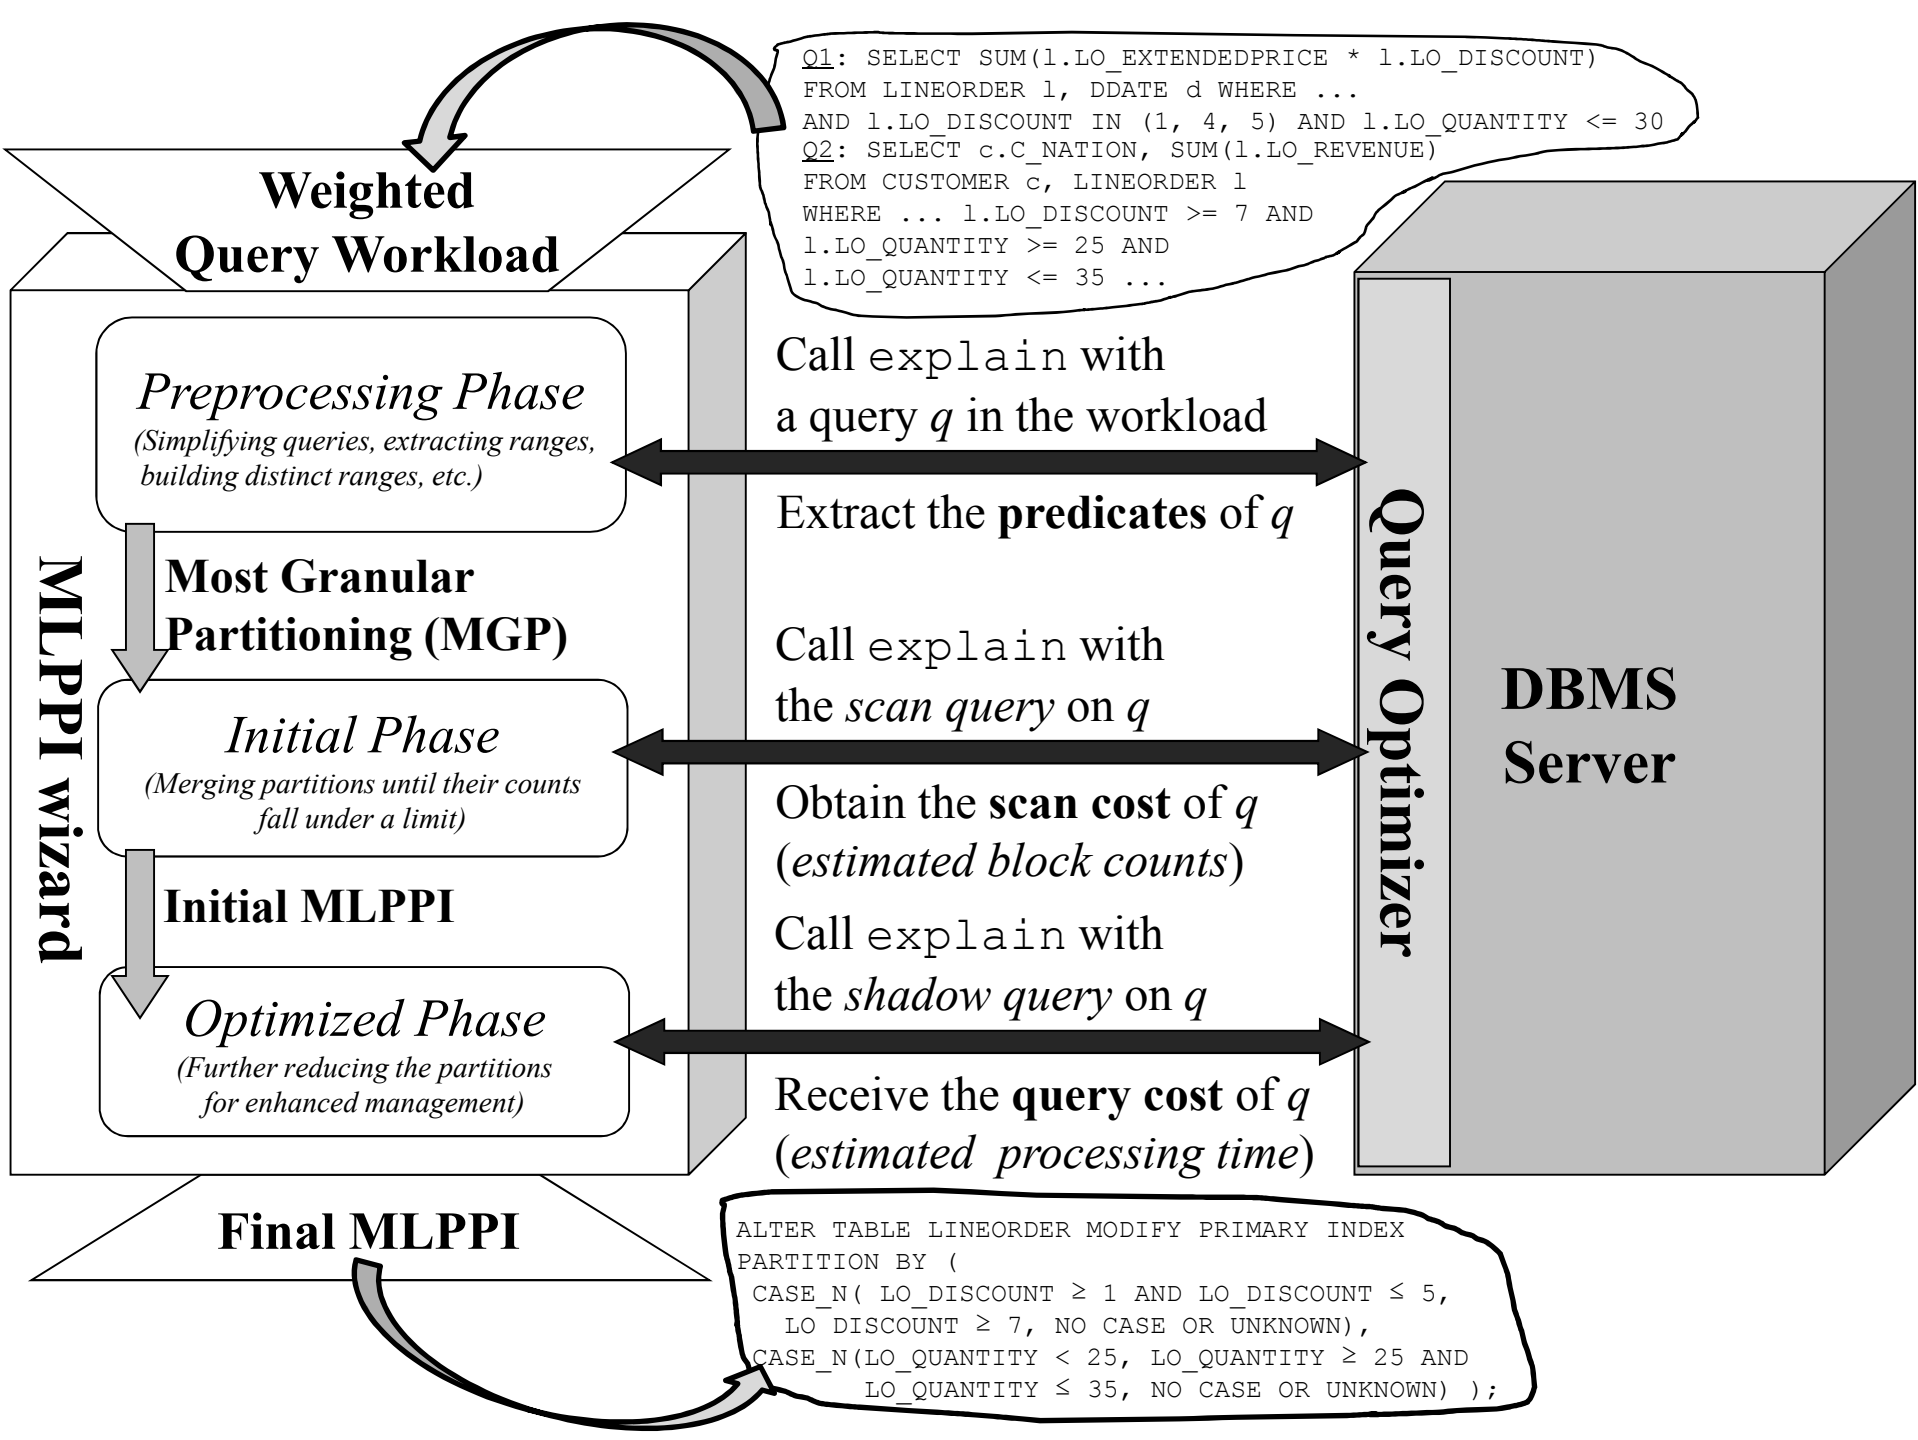 Q1: SELECT SUM(l.LO_EXTENDEDPRICE * l.LO_DISCOUNT)
FROM LINEORDER l, DDATE d WHERE ...
AND l.LO_DISCOUNT IN (1, 4, 5) AND l.LO_QUANTITY <= 30
Q2: SELECT c.C_NATION, SUM(l.LO_REVENUE)
FROM CUSTOMER c, LINEORDER l
WHERE ... l.LO_DISCOUNT >= 7 AND
l.LO_QUANTITY >= 25 AND
l.LO_QUANTITY <= 35 ...
Weighted
Query Workload
MLPPI wizard
Preprocessing Phase
(Simplifying queries, extracting ranges,
building distinct ranges, etc.)
Most Granular
Partitioning (MGP)
Initial Phase
(Merging partitions until their counts
fall under a limit)
Initial MLPPI
Optimized Phase
(Further reducing the partitions
for enhanced management)
Final MLPPI
Call explain with
a query q in the workload
Extract the predicates of q
Call explain with
the scan query on q
Obtain the scan cost of q
(estimated block counts)
Call explain with
the shadow query on q
Receive the query cost of q
(estimated processing time)
Query Optimizer
DBMS
Server
ALTER TABLE LINEORDER MODIFY PRIMARY INDEX
PARTITION BY (
CASE_N( LO_DISCOUNT ≥ 1 AND LO_DISCOUNT ≤ 5,
LO DISCOUNT ≥ 7, NO CASE OR UNKNOWN),
CASE_N(LO_QUANTITY < 25, LO_QUANTITY ≥ 25 AND
LO_QUANTITY ≤ 35, NO CASE OR UNKNOWN) );